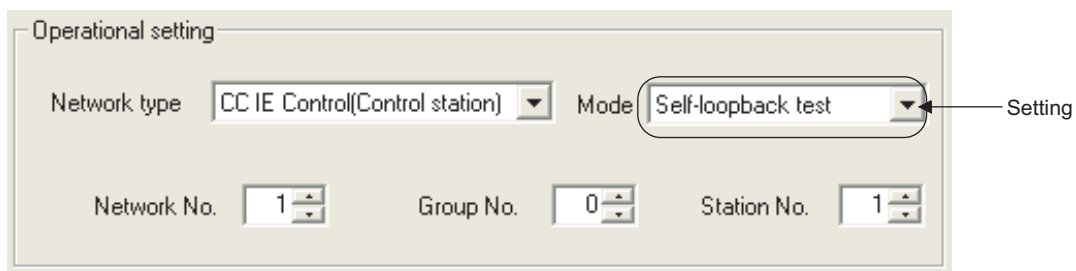 Operational setting
Network type CC IE Control(Control station) Mode Self-loopback test Setting
Network No. 1 Group No. 0 Station No. 1